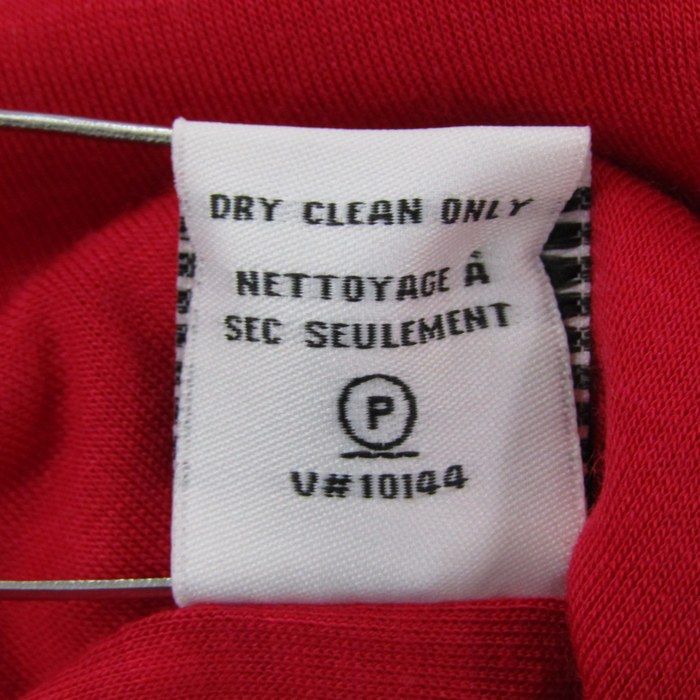 DRY CLEAN ONLY
NETTOYAGE À
SEC SEULEMENT
P
V#10144